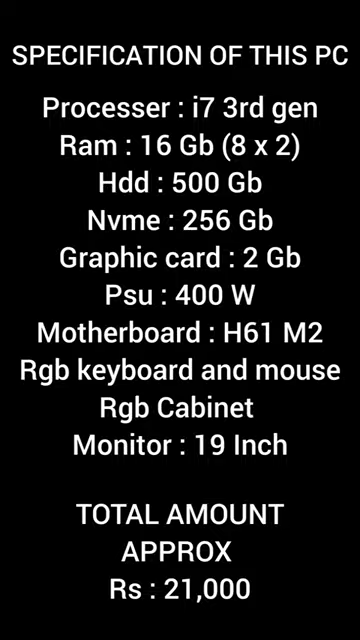 SPECIFICATION OF THIS PC
Processer : i7 3rd gen
Ram : 16 Gb (8 x 2)
Hdd : 500 Gb
Nvme : 256 Gb
Graphic card : 2 Gb
Psu : 400 W
Motherboard : H61 M2
Rgb keyboard and mouse
Rgb Cabinet
Monitor : 19 Inch
TOTAL AMOUNT
APPROX
Rs : 21,000